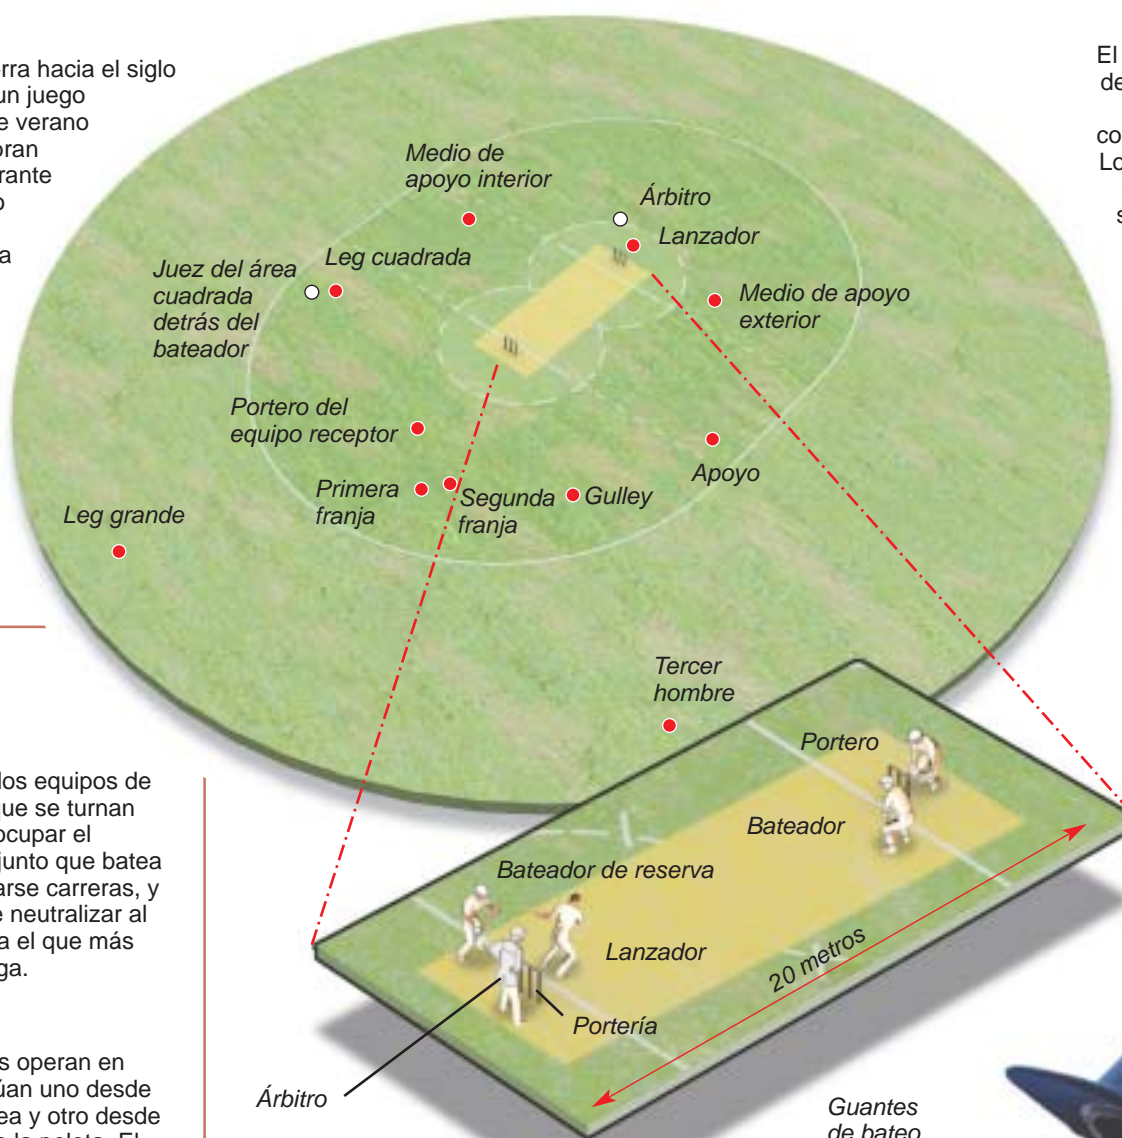 erra hacia el siglo
un juego
e verano
oran
rante
o
a
El
de
co
Lo
s
Medio de
apoyo interior
Árbitro
Lanzador
Juez del área
cuadrada
detrás del
bateador
Leg cuadrada
Medio de apoyo
exterior
Portero del
equipo receptor
Primera
franja
Segunda
franja
Gulley
Apoyo
Leg grande
Tercer
hombre
los equipos de
que se turnan
ocupar el
junto que batea
arse carreras, y
e neutralizar al
a el que más
ga.
Portero
Bateador
Bateador de reserva
Lanzador
20 metros
Portería
Árbitro
s operan en
úan uno desde
ea y otro desde
Guantes
de bateo